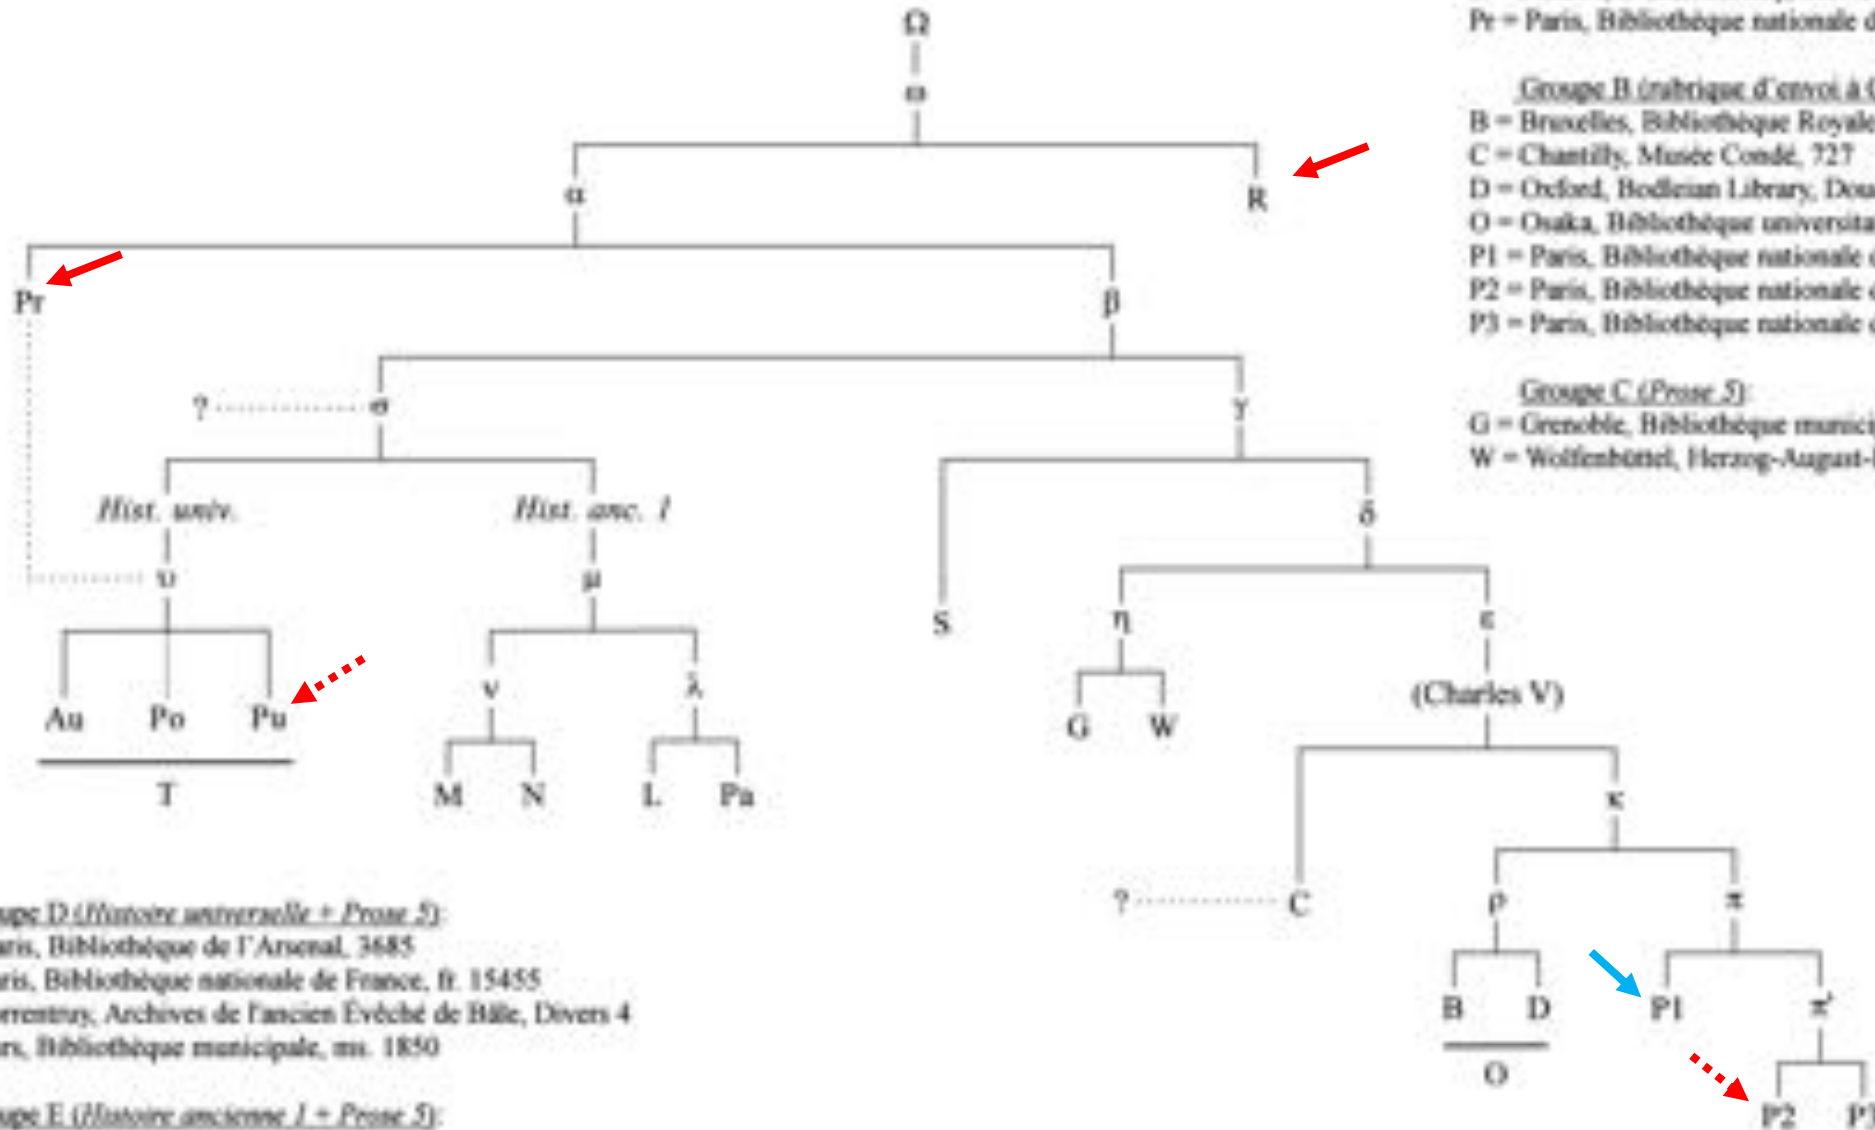 Ω
ω
α
R
Pr
β
? σ
γ
Hist. univ.
Hist. anc. 1
δ
υ
μ
S
η
ε
ν
λ
(Charles V)
Au Po Pu
G W
T
M N
L Pa
κ
? C
ρ
π
B D
P1
π'
O
P2 P3
Pr = Paris, Bibliothèque nationale d
Groupe B (rubrique d'envoi à
B = Bruxelles, Bibliothèque Royale
C = Chantilly, Musée Condé, 727
D = Oxford, Bodleian Library, Dou
O = Osaka, Bibliothèque universita
P1 = Paris, Bibliothèque nationale
P2 = Paris, Bibliothèque nationale
P3 = Paris, Bibliothèque nationale
Groupe C (Prose 5):
G = Grenoble, Bibliothèque munici
W = Wolfenbüttel, Herzog-August-
upe D (Histoire universelle + Prose 5):
aris, Bibliothèque de l'Arsenal, 3685
aris, Bibliothèque nationale de France, fr. 15455
orrentruy, Archives de l'ancien Évêché de Bâle, Divers 4
urs, Bibliothèque municipale, ms. 1850
upe E (Histoire ancienne 1 + Prose 5):